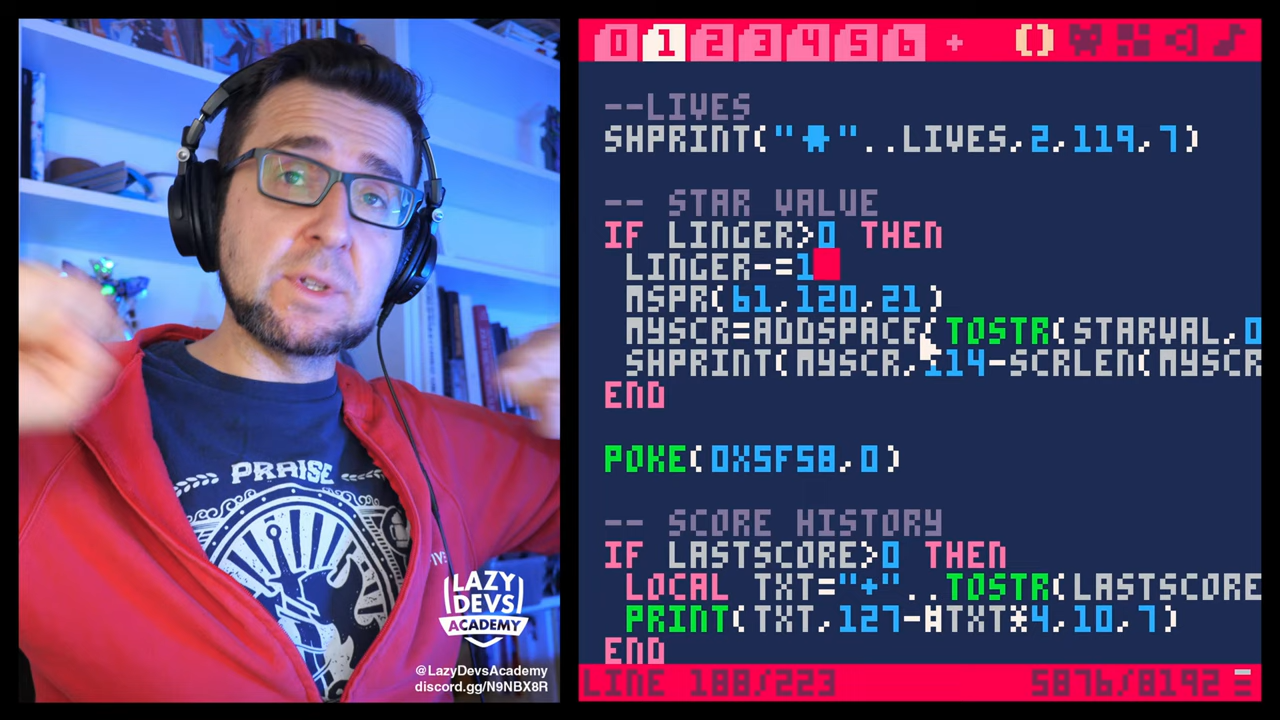 PRAISE
LAZY
DEVS
ACADEMY
@LazyDevsAcademy
discord.gg/N9NBX8R
0 1 2 3 4 5 6 +
--LIVES
SHPRINT("🐱"..LIVES,2,119,7)
-- STAR VALUE
IF LINGER>0 THEN
LINGER-=1
MSPR(61,120,21)
MYSCR=ADDSPACE(TOSTR(STARVAL,0
SHPRINT(MYSCR,114-SCRLEN(MYSCR
END
POKE(0X5F58,0)
-- SCORE HISTORY
IF LASTSCORE>0 THEN
LOCAL TXT="+"..TOSTR(LASTSCORE
PRINT(TXT,127-#TXT*4,10,7)
END
LINE 188/223
5876/8192